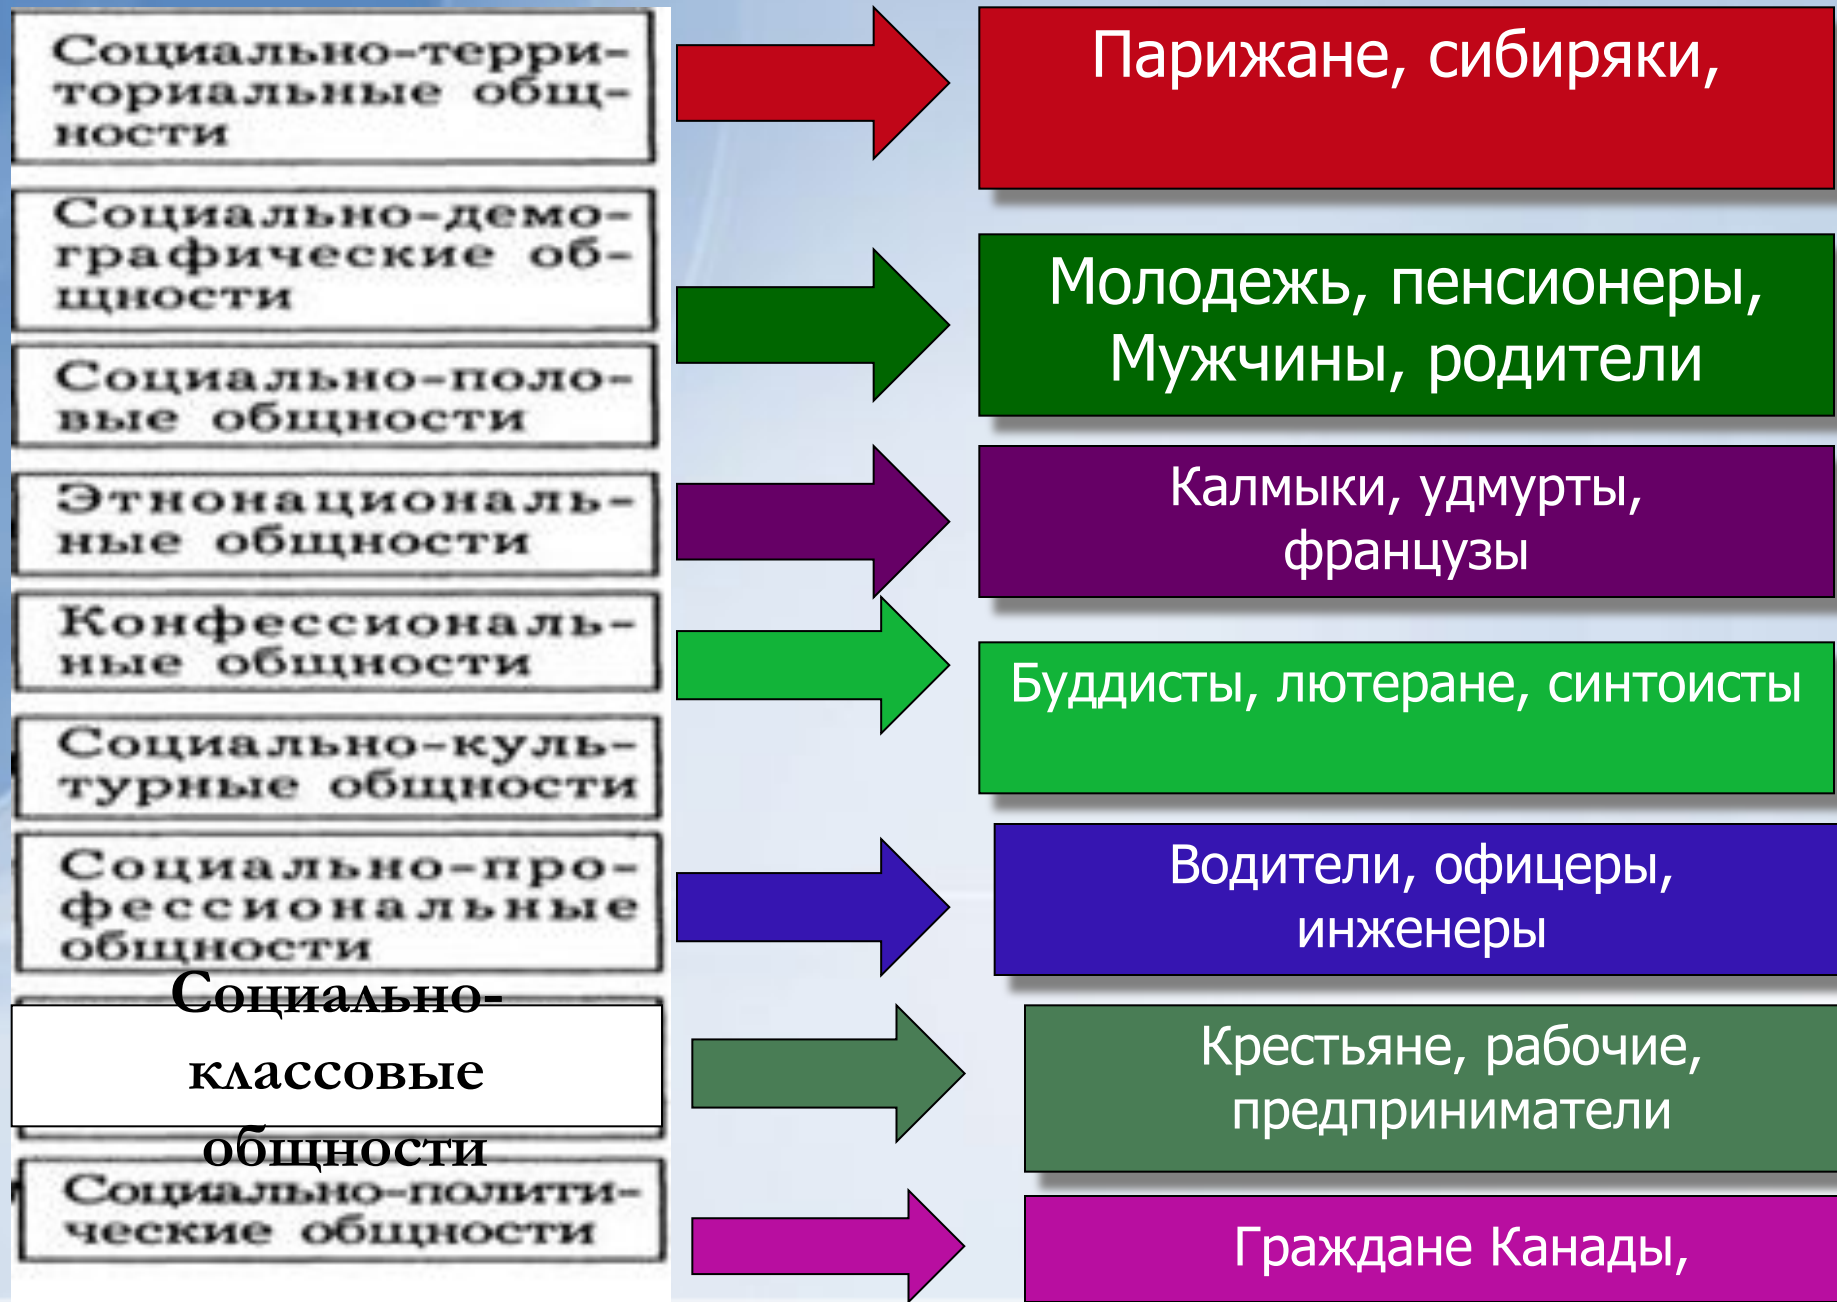 Социально-терри-
ториальные общ-
ности
Парижане, сибиряки,
Социально-демо-
графические об-
щности
Молодежь, пенсионеры,
Мужчины, родители
Социально-поло-
вые общности
Этнонациональ-
ные общности
Калмыки, удмурты,
французы
Конфессиональ-
ные общности
Буддисты, лютеране, синтоисты
Социально-куль-
турные общности
Социально-про-
фессиональные
общности
Водители, офицеры,
инженеры
Социально-
классовые
общности
Крестьяне, рабочие,
предприниматели
Социально-полити-
ческие общности
Граждане Канады,